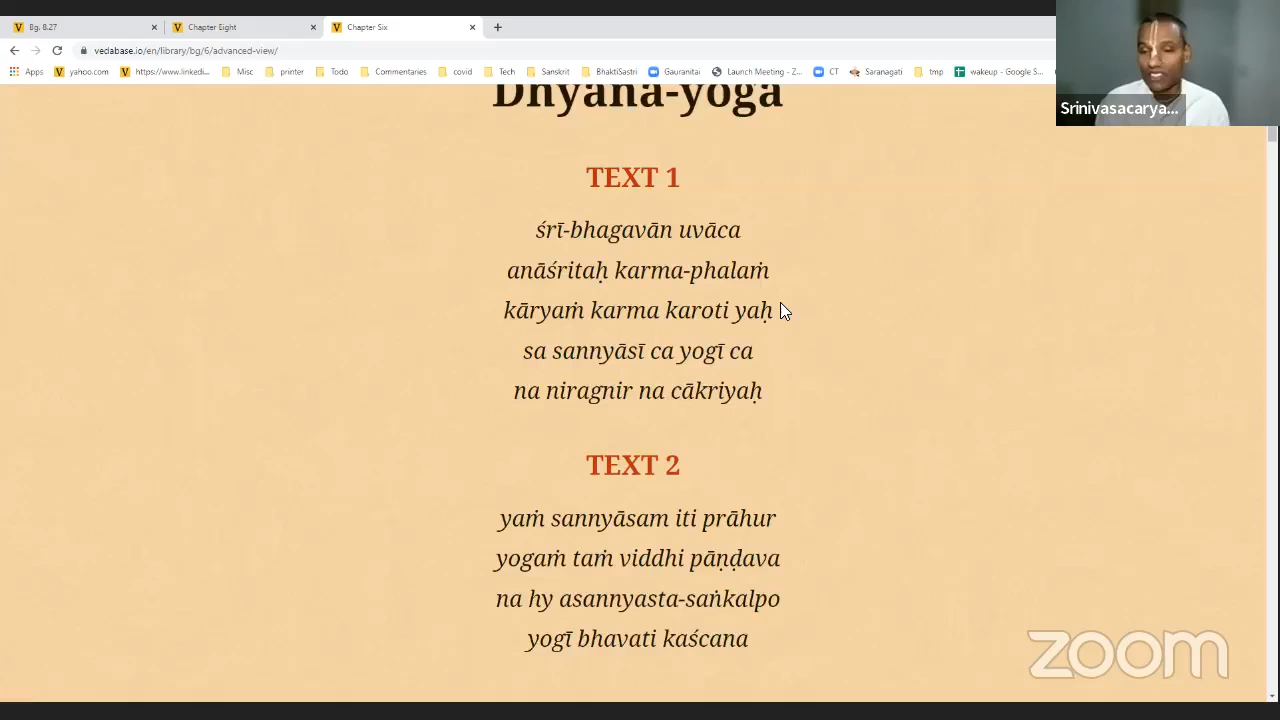 Bg. 8.27
Chapter Eight
Chapter Six
vedabase.io/en/library/bg/6/advanced-view/
Apps yahoo.com https://www.linkedi... Misc printer Todo Commentaries covid Tech Sanskrit BhaktiSastri Gauranitai Launch Meeting - Z... CT Saranagati tmp wakeup - Google S...
Srinivasacarya...
Dhyāna-yoga
TEXT 1
śrī-bhagavān uvāca
anāśritaḥ karma-phalaṁ
kāryaṁ karma karoti yaḥ
sa sannyāsī ca yogī ca
na niragnir na cākriyaḥ
TEXT 2
yaṁ sannyāsam iti prāhur
yogaṁ taṁ viddhi pāṇḍava
na hy asannyasta-saṅkalpo
yogī bhavati kaścana
zoom